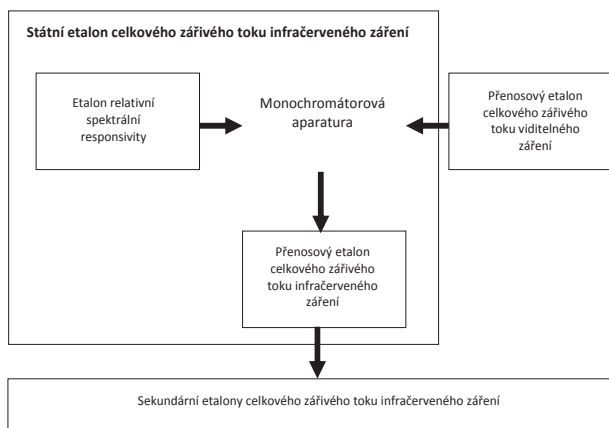 Státní etalon celkového zářivého toku infračerveného záření
Etalon relativní
spektrální
responsivity
Monochromátorová
aparatura
Přenosový etalon
celkového zářivého
toku viditelného
záření
Přenosový etalon
celkového zářivého
toku infračerveného
záření
Sekundární etalony celkového zářivého toku infračerveného záření